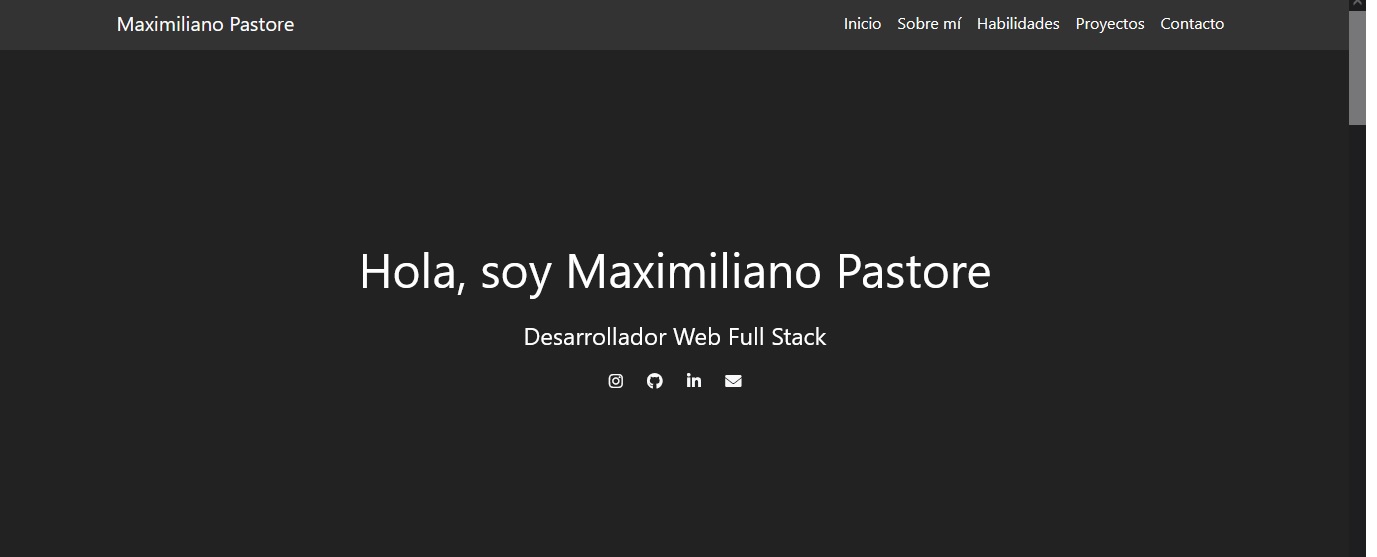 Maximiliano Pastore
Inicio Sobre mí Habilidades Proyectos Contacto
Hola, soy Maximiliano Pastore
Desarrollador Web Full Stack